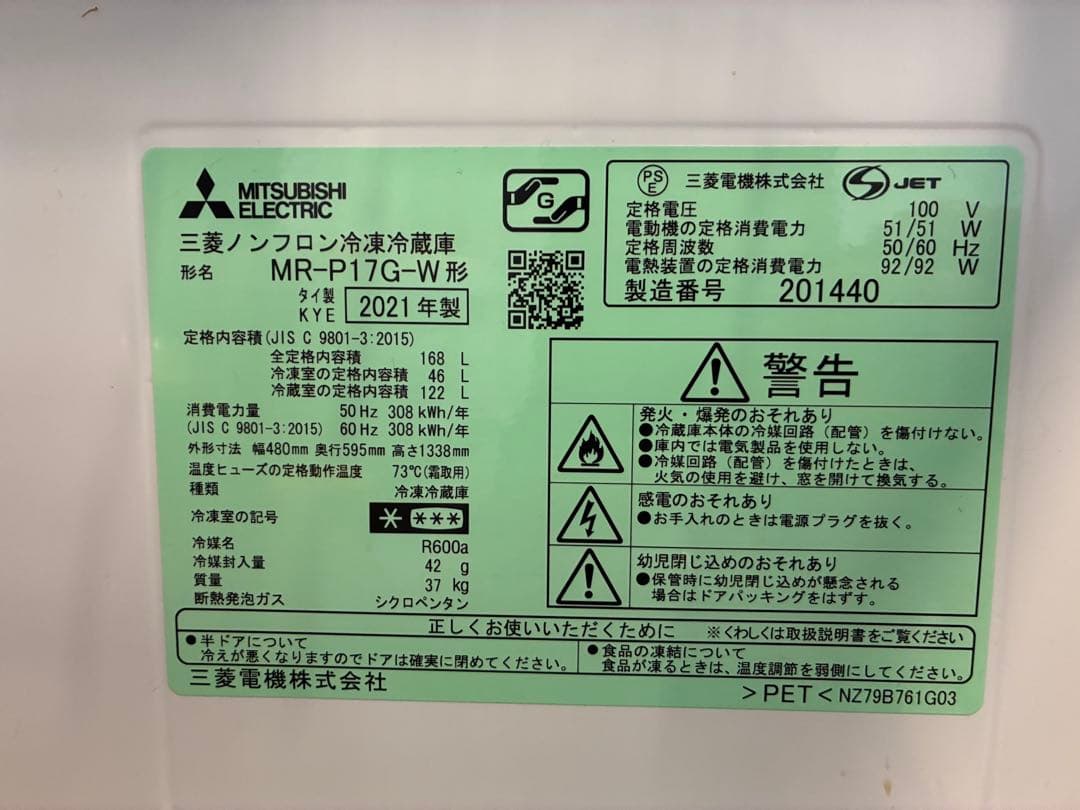 MITSUBISHI
ELECTRIC
三菱ノンフロン冷凍冷蔵庫
形名 MR-P17G-W形
タイ製
KYE 2021年製
定格内容積(JIS C 9801-3:2015)
全定格内容積 168 L
冷凍室の定格内容積 46 L
冷蔵室の定格内容積 122 L
消費電力量 50 Hz 308 kWh/年
(JIS C 9801-3:2015) 60 Hz 308 kWh/年
外形寸法 幅480mm 奥行595mm 高さ1338mm
温度ヒューズの定格動作温度 73℃(霜取用)
種類 冷凍冷蔵庫
冷凍室の記号 * ***
冷媒名 R600a
冷媒封入量 42 g
質量 37 kg
断熱発泡ガス シクロペンタン
G
PS
E 三菱電機株式会社 JET
定格電圧 100 V
電動機の定格消費電力 51/51 W
定格周波数 50/60 Hz
電熱装置の定格消費電力 92/92 W
製造番号 201440
警告
発火・爆発のおそれあり
●冷蔵庫本体の冷媒回路(配管)を傷付けない。
●庫内では電気製品を使用しない。
●冷媒回路(配管)を傷付けたときは、
火気の使用を避け、窓を開けて換気する。
感電のおそれあり
●お手入れのときは電源プラグを抜く。
幼児閉じ込めのおそれあり
●保管時に幼児閉じ込めが懸念される
場合はドアパッキングをはずす。
正しくお使いいただくために ※くわしくは取扱説明書をご覧ください
●半ドアについて
冷えが悪くなりますのでドアは確実に閉めてください。
●食品の凍結について
食品が凍るときは、温度調節を弱側にしてください。
三菱電機株式会社
>PET< NZ79B761G03